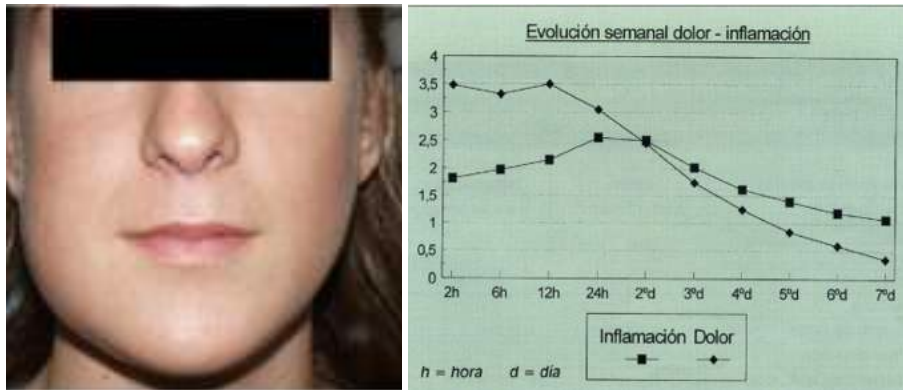 Evolución semanal dolor - inflamación
4
3,5
3
2,5
2
1,5
1
0,5
0
2h 6h 12h 24h 2ºd 3ºd 4ºd 5ºd 6ºd 7ºd
Inflamación Dolor
h = hora d = día